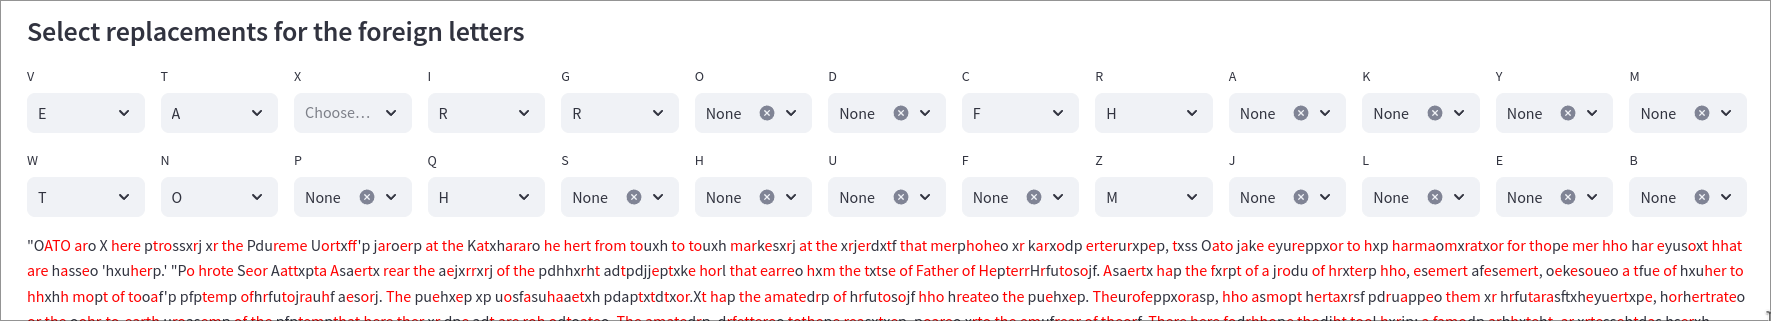 Select replacements for the foreign letters
V T X I G O D C R A K Y M
E A Choose... R R None None F H None None None None
W N P Q S H U F Z J L E B
T O None H None None None None M None None None None
"OATO aro X here ptrossxrj xr the Pdureme Uortxff'p jaroerp at the Katxhararo he hert from touxh to touxh markesxrj at the xrjerdxtf that merphoheo xr karxodp erterurxpep, txss Oato jake eyureppxor to hxp harmaomxratxor for thope mer hho har eyusoxt hhat
are hasseo 'hxuherp.' "Po hrote Seor Aattxpta Asaertx rear the aejxrrxrj of the pdhhxrht adtpdjjeptxke horl that earreo hxm the txtse of Father of HepterrHrfutosojf. Asaertx hap the fxrpt of a jrodu of hrxterp hho, esemert afesemert, oekesoueo a tfue of hxuher to
hhxhh mopt of tooaf'p pfptemp ofhrfutojrauhf aesorj. The puehxep xp uosfasuhaaetxh pdaptxtdtxor.Xt hap the amatedrp of hrfutosojf hho hreateo the puehxep. Theurofeppxorasp, hho asmopt hertaxrsf pdruappeo them xr hrfutarasftxheyuertxpe, horhertrateo